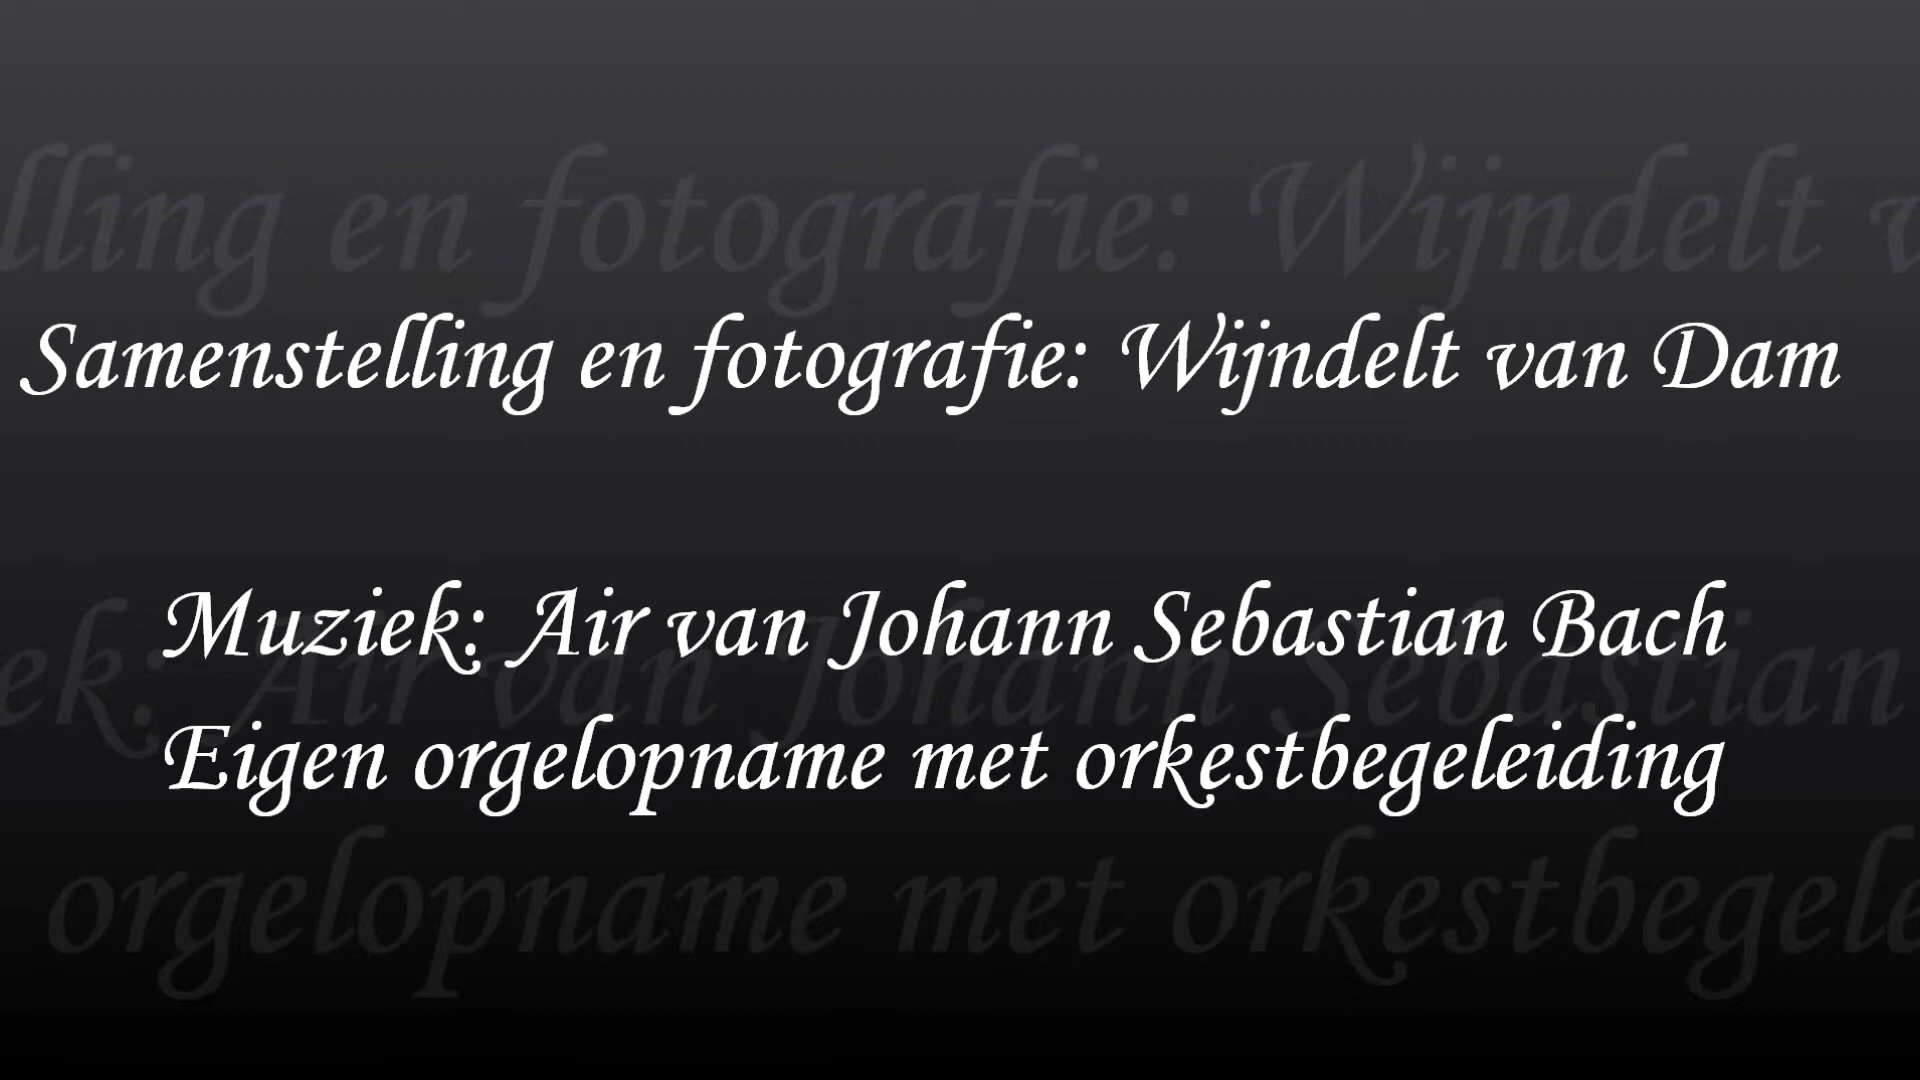 Samenstelling en fotografie: Wijndelt van Dam
Muziek: Air van Johann Sebastian Bach
Eigen orgelopname met orkestbegeleiding